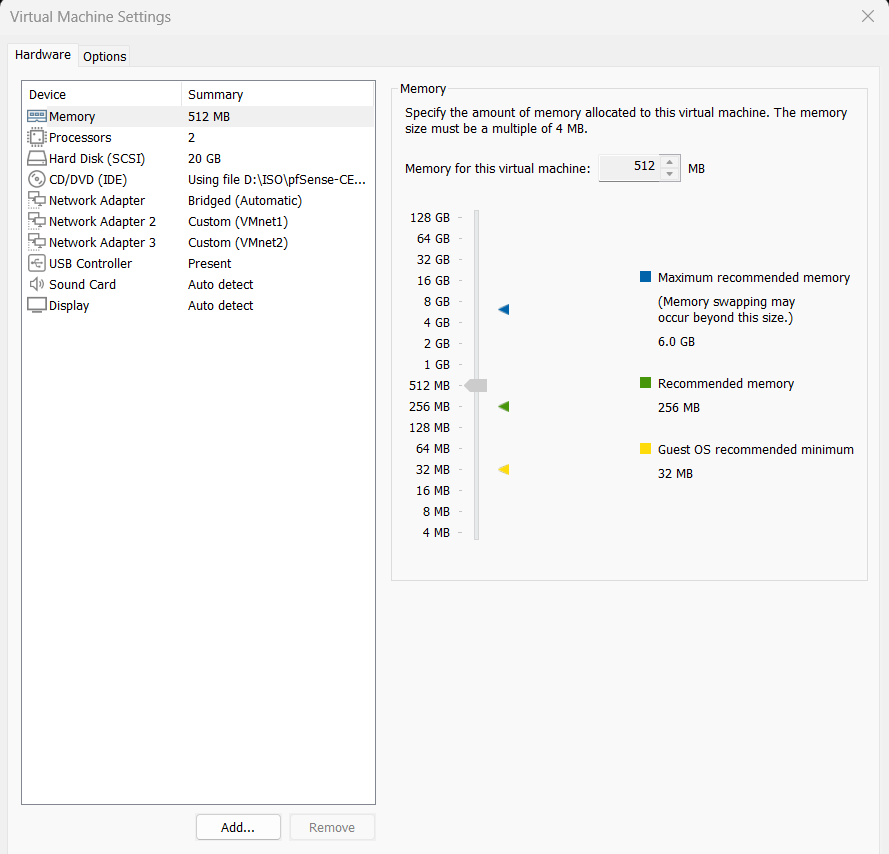 Virtual Machine Settings
Hardware
Options
Device Summary
Memory 512 MB
Processors 2
Hard Disk (SCSI) 20 GB
CD/DVD (IDE) Using file D:\ISO\pfSense-CE...
Network Adapter Bridged (Automatic)
Network Adapter 2 Custom (VMnet1)
Network Adapter 3 Custom (VMnet2)
USB Controller Present
Sound Card Auto detect
Display Auto detect
Add...
Remove
Memory
Specify the amount of memory allocated to this virtual machine. The memory
size must be a multiple of 4 MB.
Memory for this virtual machine: 512 MB
128 GB
64 GB
32 GB
16 GB
8 GB
4 GB
2 GB
1 GB
512 MB
256 MB
128 MB
64 MB
32 MB
16 MB
8 MB
4 MB
Maximum recommended memory
(Memory swapping may
occur beyond this size.)
6.0 GB
Recommended memory
256 MB
Guest OS recommended minimum
32 MB